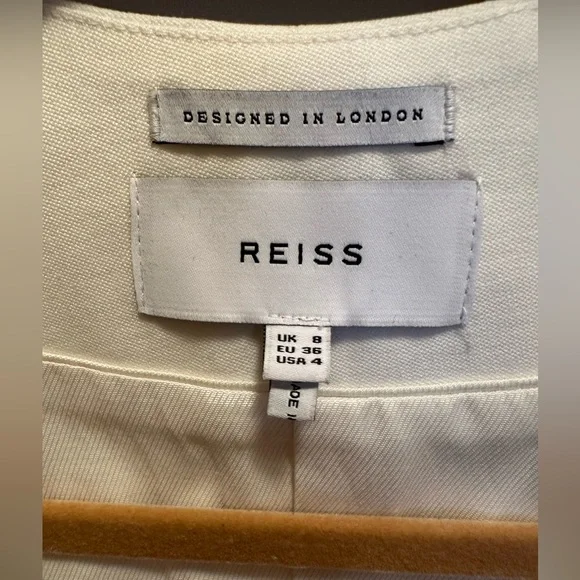 DESIGNED IN LONDON
REISS
UK 8
EU 36
USA 4